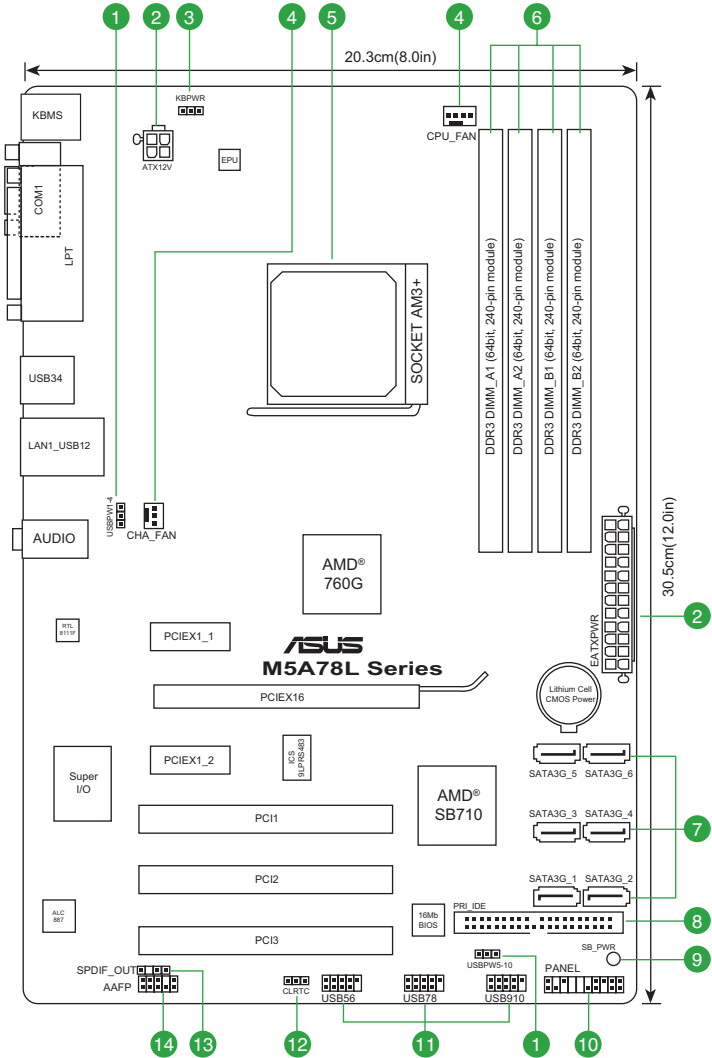 1 2 3 4 5 4 6
20.3cm(8.0in)
KBPWR
KBMS
CPU_FAN
ATX12V
EPU
COM1
LPT
SOCKET AM3+
DDR3 DIMM_A1 (64bit, 240-pin module)
DDR3 DIMM_A2 (64bit, 240-pin module)
DDR3 DIMM_B1 (64bit, 240-pin module)
DDR3 DIMM_B2 (64bit, 240-pin module)
USB34
LAN1_USB12
USBPW1-4
CHA_FAN
AUDIO
30.5cm(12.0in)
AMD®
760G
EATXPWR
2
RTL
8111F
PCIEX1_1
ASUS
M5A78L Series
PCIEX16
Lithium Cell
CMOS Power
PCIEX1_2
ICS
9LPRS483
Super
I/O
SATA3G_5 SATA3G_6
AMD®
SB710
PCI1
SATA3G_3 SATA3G_4
7
PCI2
SATA3G_1 SATA3G_2
ALC
887
16Mb
BIOS
PRI_IDE
8
PCI3
SB_PWR
9
USBPW5-10
SPDIF_OUT
AAFP
CLRTC
USB56
USB78
USB910
PANEL
14 13 12 11 1 10